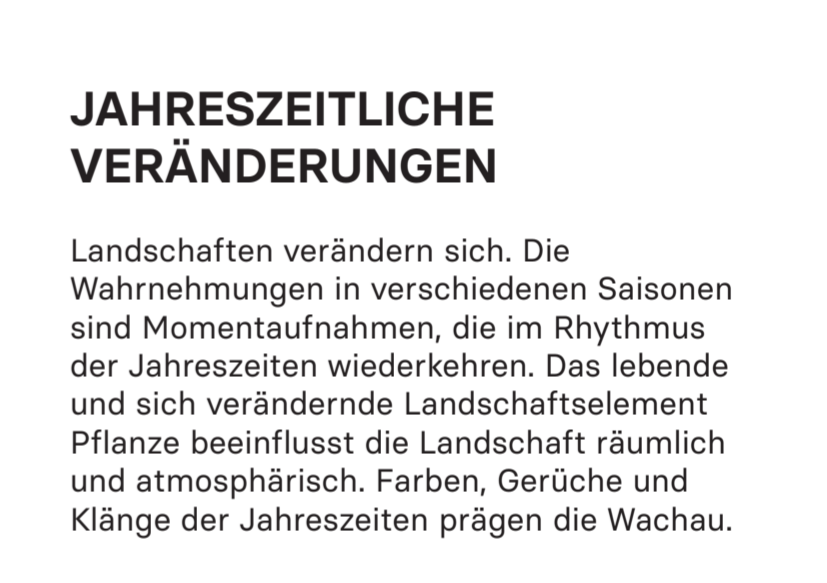 JAHRESZEITLICHE
VERÄNDERUNGEN
Landschaften verändern sich. Die
Wahrnehmungen in verschiedenen Saisonen
sind Momentaufnahmen, die im Rhythmus
der Jahreszeiten wiederkehren. Das lebende
und sich verändernde Landschaftselement
Pflanze beeinflusst die Landschaft räumlich
und atmosphärisch. Farben, Gerüche und
Klänge der Jahreszeiten prägen die Wachau.